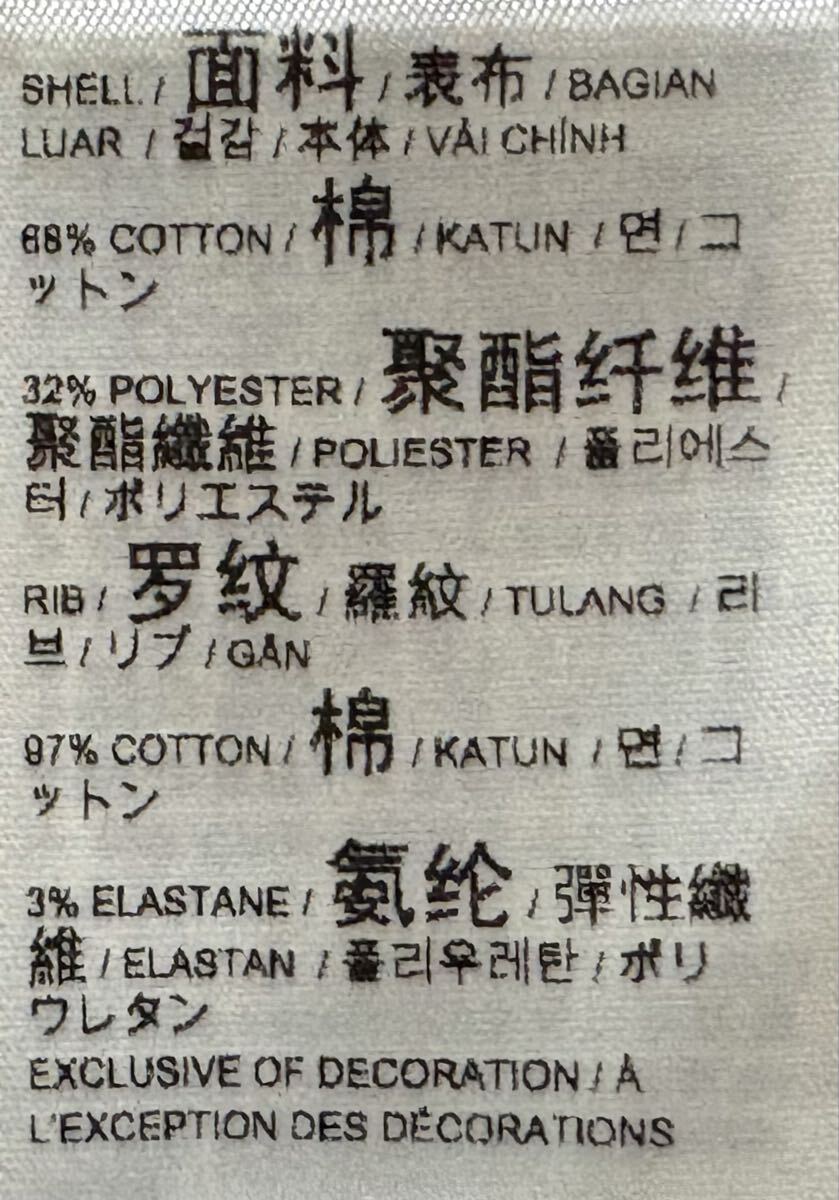 SHELL / 面料 / 表布 / BAGIAN
LUAR / 겉감 / 本体 / VẢI CHÍNH
68% COTTON / 棉 / KATUN / 면 / コ
ットン
32% POLYESTER / 聚酯纤维 /
聚酯纖維 / POLIESTER / 폴리에스
터 / ポリエステル
RIB / 罗紋 / 羅紋 / TULANG / 리
브 / リブ / GÂN
97% COTTON / 棉 / KATUN / 면 / コ
ットン
3% ELASTANE / 氨纶 / 彈性纖
維 / ELASTAN / 폴리우레탄 / ポリ
ウレタン
EXCLUSIVE OF DECORATION / À
L'EXCEPTION DES DÉCORATIONS